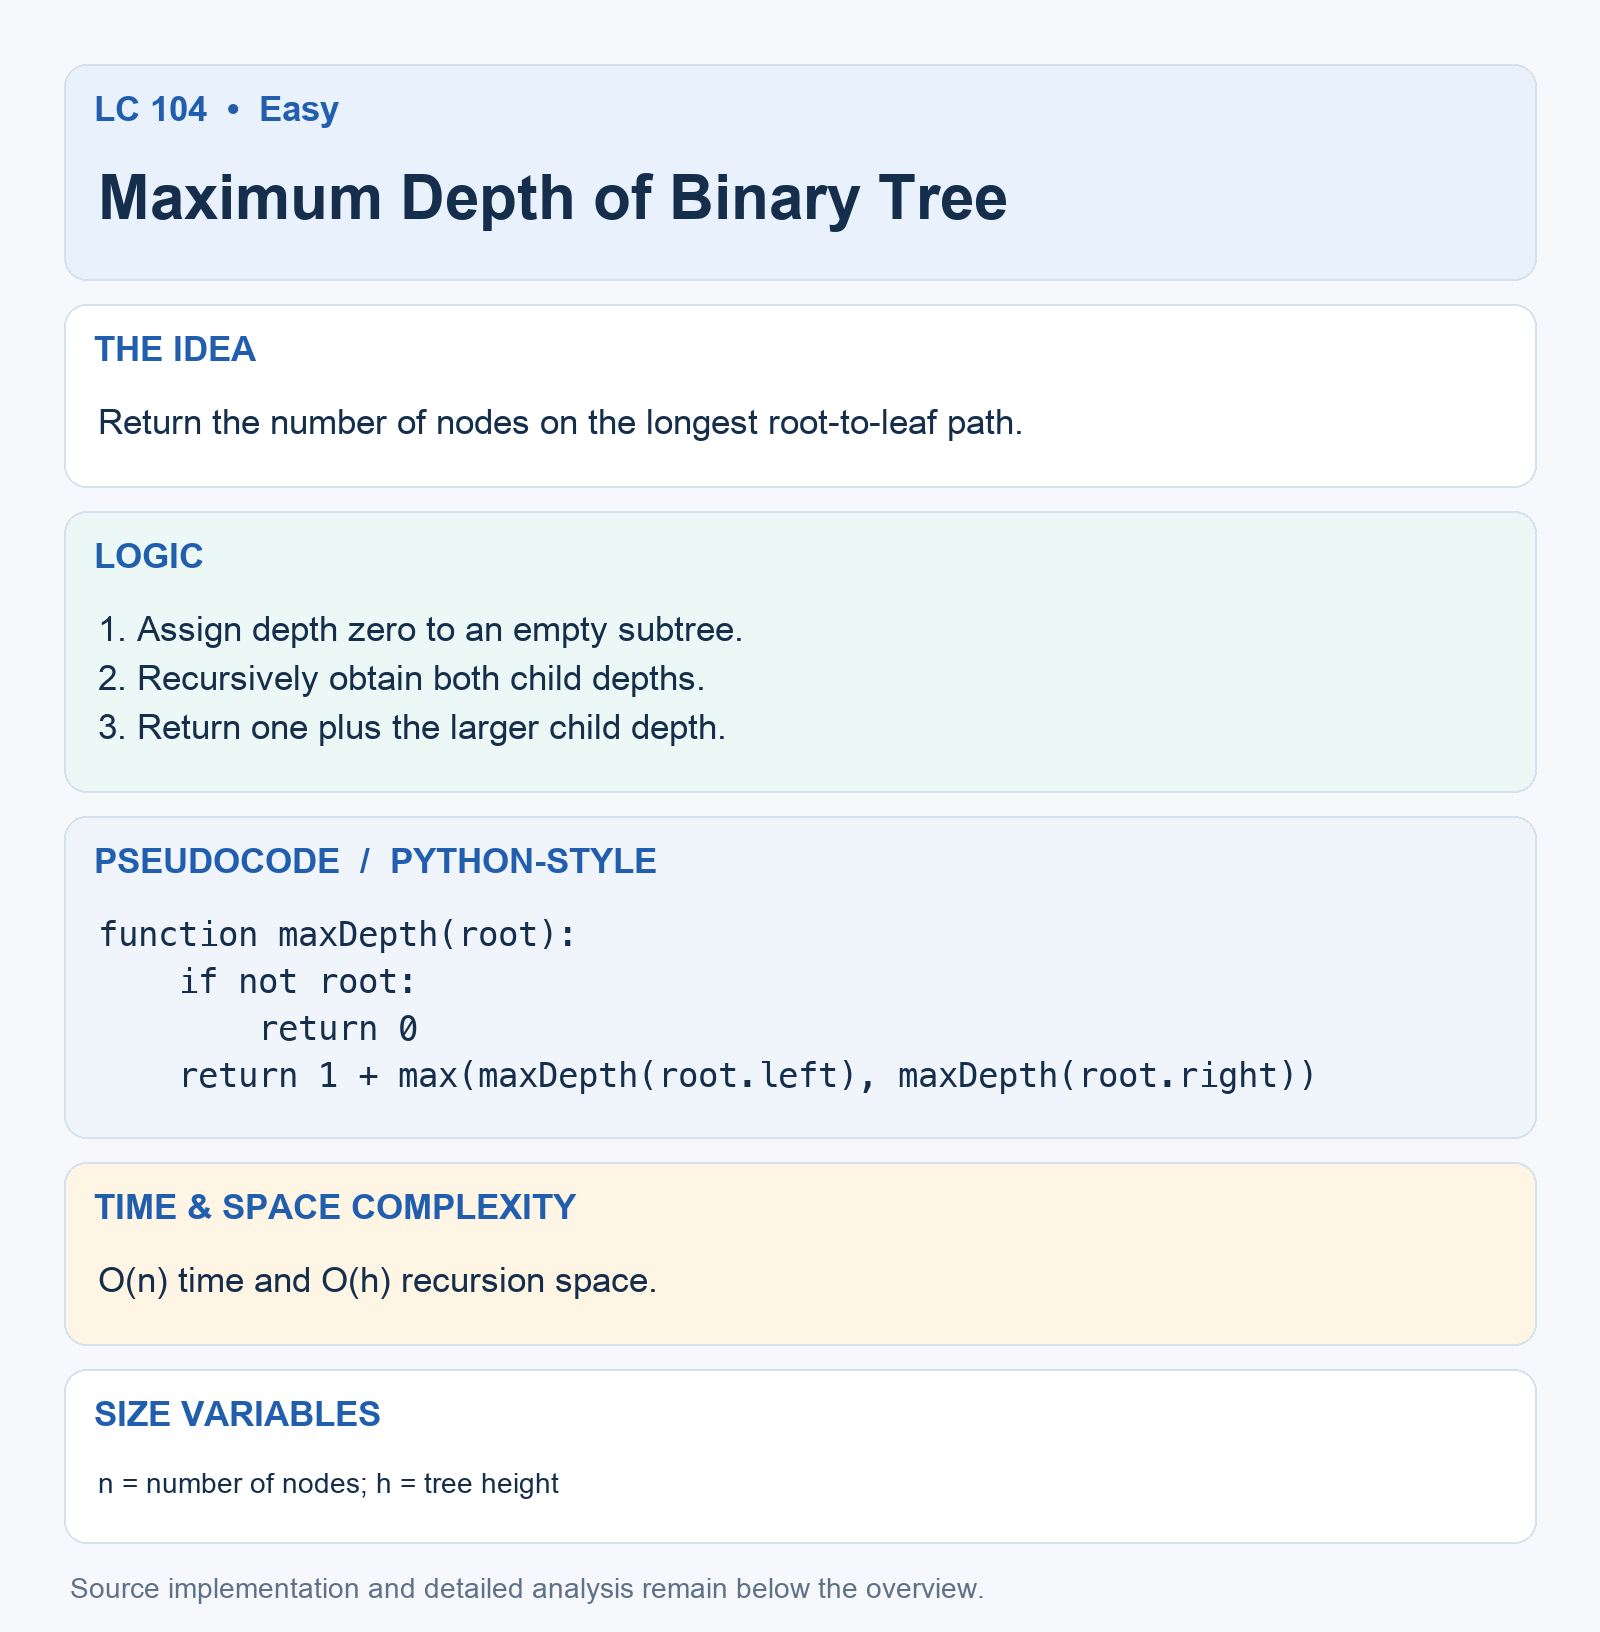 LC 104 • Easy
Maximum Depth of Binary Tree
THE IDEA
Return the number of nodes on the longest root-to-leaf path.
LOGIC
1. Assign depth zero to an empty subtree.
2. Recursively obtain both child depths.
3. Return one plus the larger child depth.
PSEUDOCODE / PYTHON-STYLE
function maxDepth(root):
    if not root:
        return 0
    return 1 + max(maxDepth(root.left), maxDepth(root.right))
TIME & SPACE COMPLEXITY
O(n) time and O(h) recursion space.
SIZE VARIABLES
n = number of nodes; h = tree height
Source implementation and detailed analysis remain below the overview.